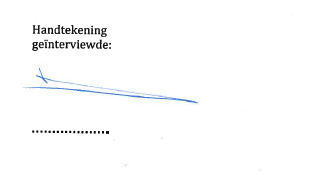 Handtekening
geïnterviewde:
..................